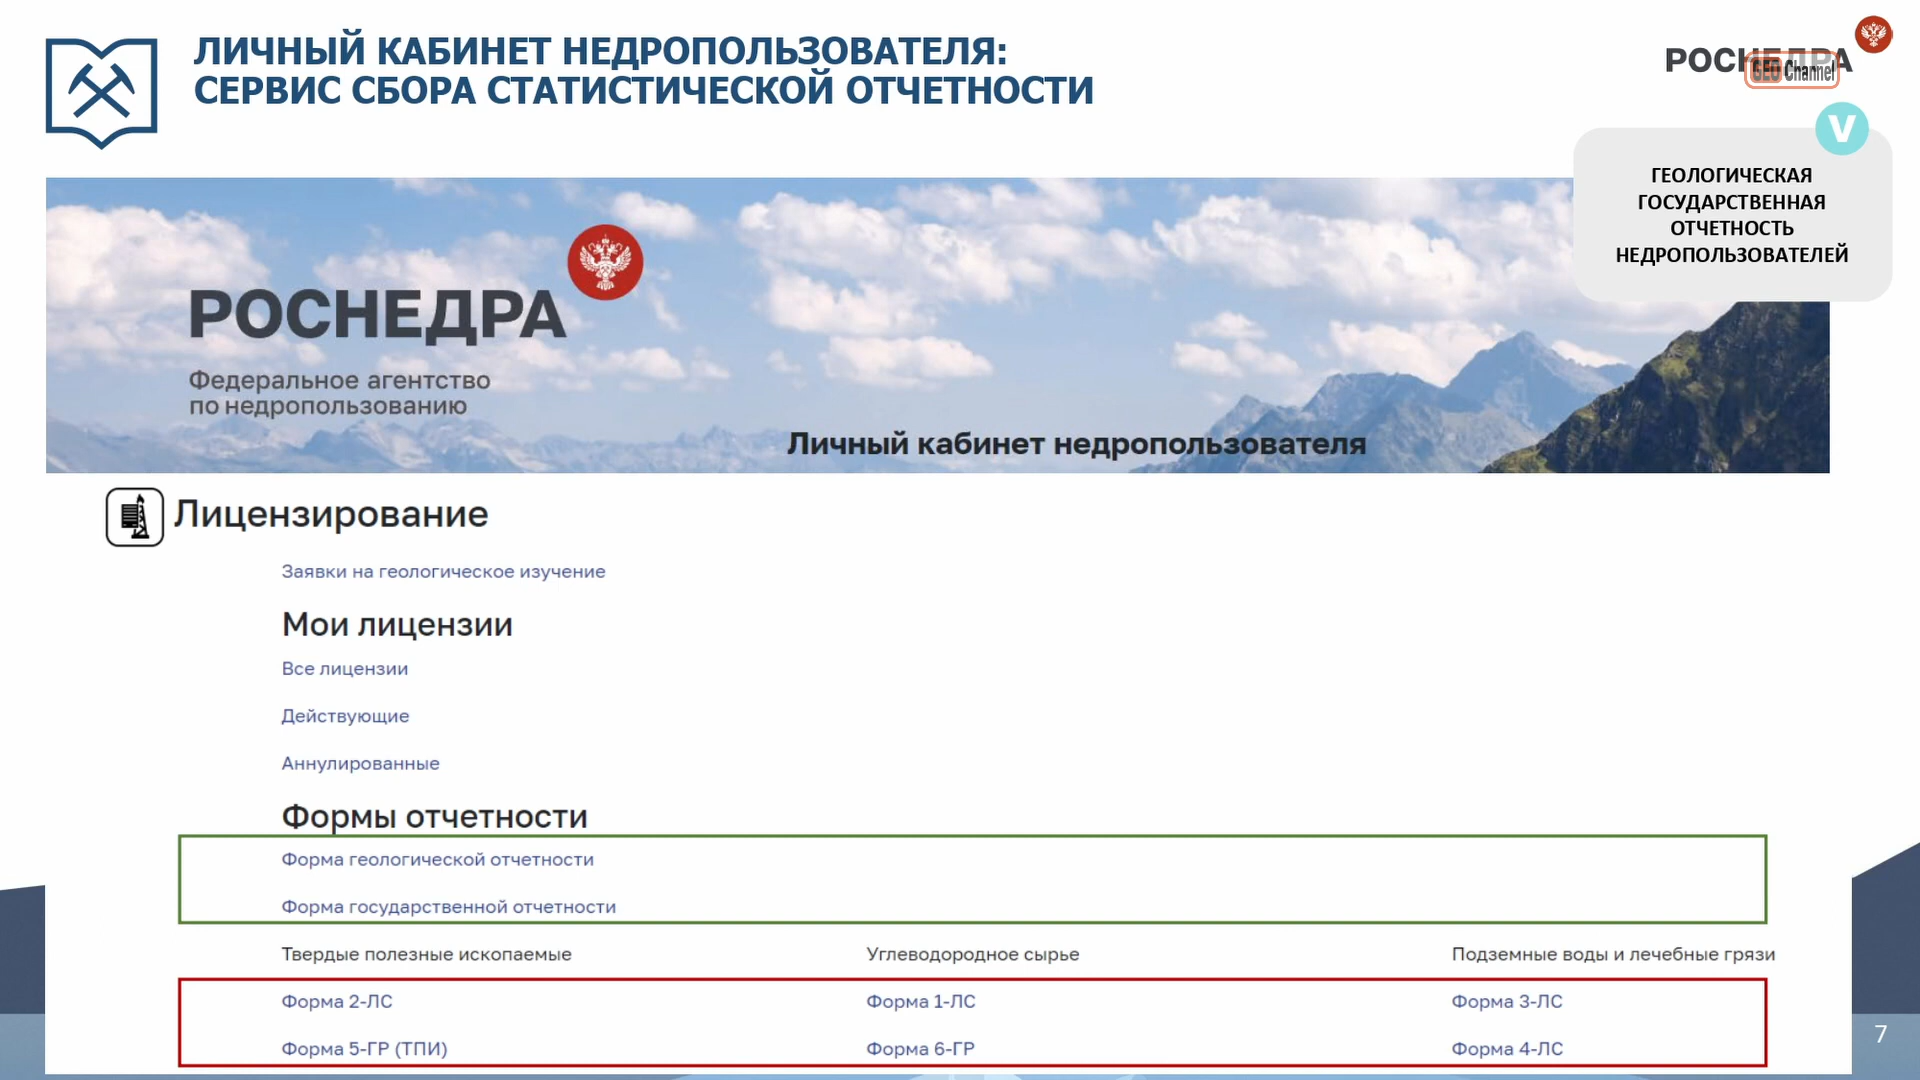 ЛИЧНЫЙ КАБИНЕТ НЕДРОПОЛЬЗОВАТЕЛЯ:
СЕРВИС СБОРА СТАТИСТИЧЕСКОЙ ОТЧЕТНОСТИ
РОСНЕДРА
GEO Channel
V
ГЕОЛОГИЧЕСКАЯ
ГОСУДАРСТВЕННАЯ
ОТЧЕТНОСТЬ
НЕДРОПОЛЬЗОВАТЕЛЕЙ
РОСНЕДРА
Федеральное агентство
по недропользованию
Личный кабинет недропользователя
Лицензирование
Заявки на геологическое изучение
Мои лицензии
Все лицензии
Действующие
Аннулированные
Формы отчетности
Форма геологической отчетности
Форма государственной отчетности
Твердые полезные ископаемые Углеводородное сырье Подземные воды и лечебные грязи
Форма 2-ЛС Форма 1-ЛС Форма 3-ЛС
Форма 5-ГР (ТПИ) Форма 6-ГР Форма 4-ЛС
7